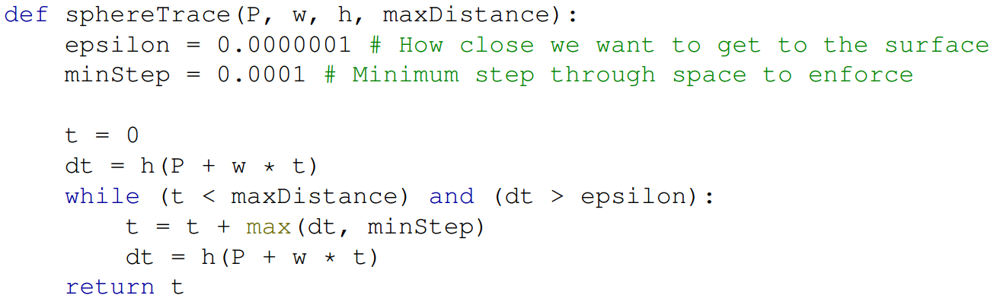 def sphereTrace(P, w, h, maxDistance):
    epsilon = 0.0000001 # How close we want to get to the surface
    minStep = 0.0001 # Minimum step through space to enforce

    t = 0
    dt = h(P + w * t)
    while (t < maxDistance) and (dt > epsilon):
        t = t + max(dt, minStep)
        dt = h(P + w * t)
    return t